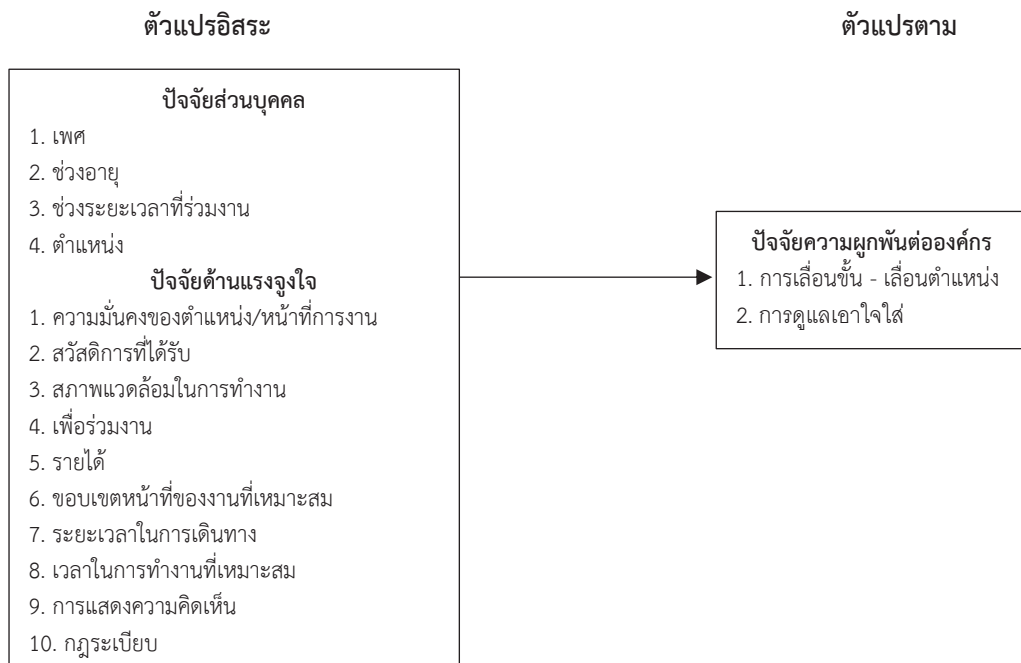 ตัวแปรอิสระ
ตัวแปรตาม
ปัจจัยส่วนบุคคล
1. เพศ
2. ช่วงอายุ
3. ช่วงระยะเวลาที่ร่วมงาน
4. ตำแหน่ง
ปัจจัยด้านแรงจูงใจ
1. ความมั่นคงของตำแหน่ง/หน้าที่การงาน
2. สวัสดิการที่ได้รับ
3. สภาพแวดล้อมในการทำงาน
4. เพื่อร่วมงาน
5. รายได้
6. ขอบเขตหน้าที่ของงานที่เหมาะสม
7. ระยะเวลาในการเดินทาง
8. เวลาในการทำงานที่เหมาะสม
9. การแสดงความคิดเห็น
10. กฎระเบียบ
ปัจจัยความผูกพันต่อองค์กร
1. การเลื่อนขั้น - เลื่อนตำแหน่ง
2. การดูแลเอาใจใส่